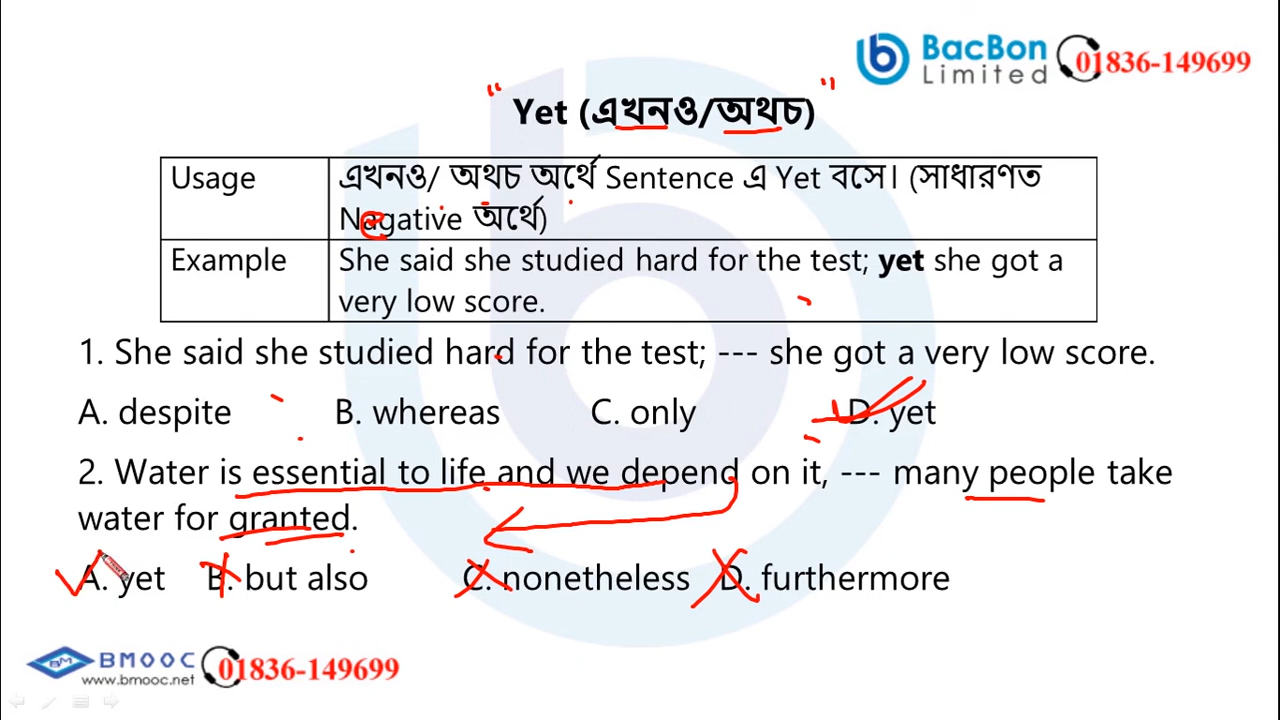 BacBon
Limited
01836-149699
" Yet (এখনও/অথচ) "
Usage
এখনও/ অথচ অর্থে Sentence এ Yet বসে। (সাধারণত
Nagative অর্থে)
Example
She said she studied hard for the test; yet she got a
very low score.
1. She said she studied hard for the test; --- she got a very low score.
A. despite B. whereas C. only D. yet
2. Water is essential to life and we depend on it, --- many people take
water for granted.
A. yet B. but also C. nonetheless D. furthermore
BM BMOOC
www.bmooc.net
01836-149699